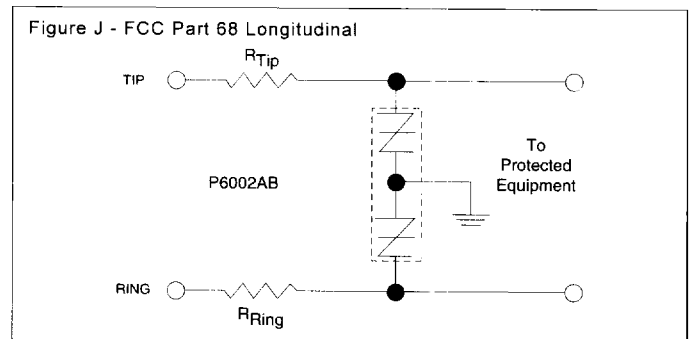 Figure J - FCC Part 68 Longitudinal
RTip
TIP
To
Protected
Equipment
P6002AB
RING
RRing